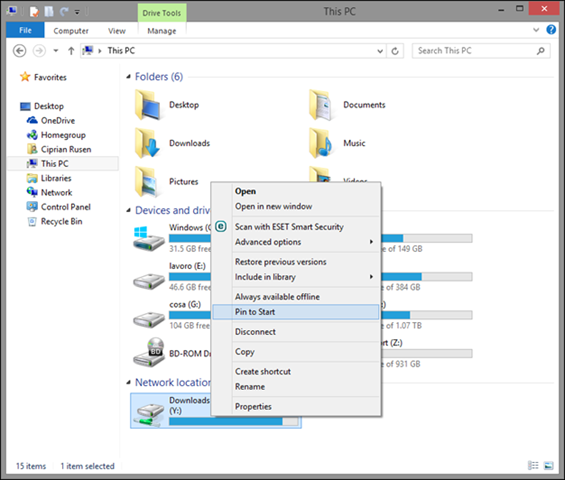 Drive Tools
This PC
File
Computer
View
Manage
This PC
Search This PC
Favorites
Desktop
OneDrive
Homegroup
Ciprian Rusen
This PC
Libraries
Network
Control Panel
Recycle Bin
Folders (6)
Desktop
Documents
Downloads
Music
Pictures
Videos
Devices and driv
Windows (C
31.5 GB free
e of 149 GB
lavoro (E:)
46.6 GB free
e of 384 GB
cosa (G:)
104 GB free
e of 1.07 TB
BD-ROM Dr
rt (Z:)
e of 931 GB
Network location
Downloads
(Y:)
Open
Open in new window
Scan with ESET Smart Security
Advanced options
Restore previous versions
Include in library
Always available offline
Pin to Start
Disconnect
Copy
Create shortcut
Rename
Properties
15 items
1 item selected